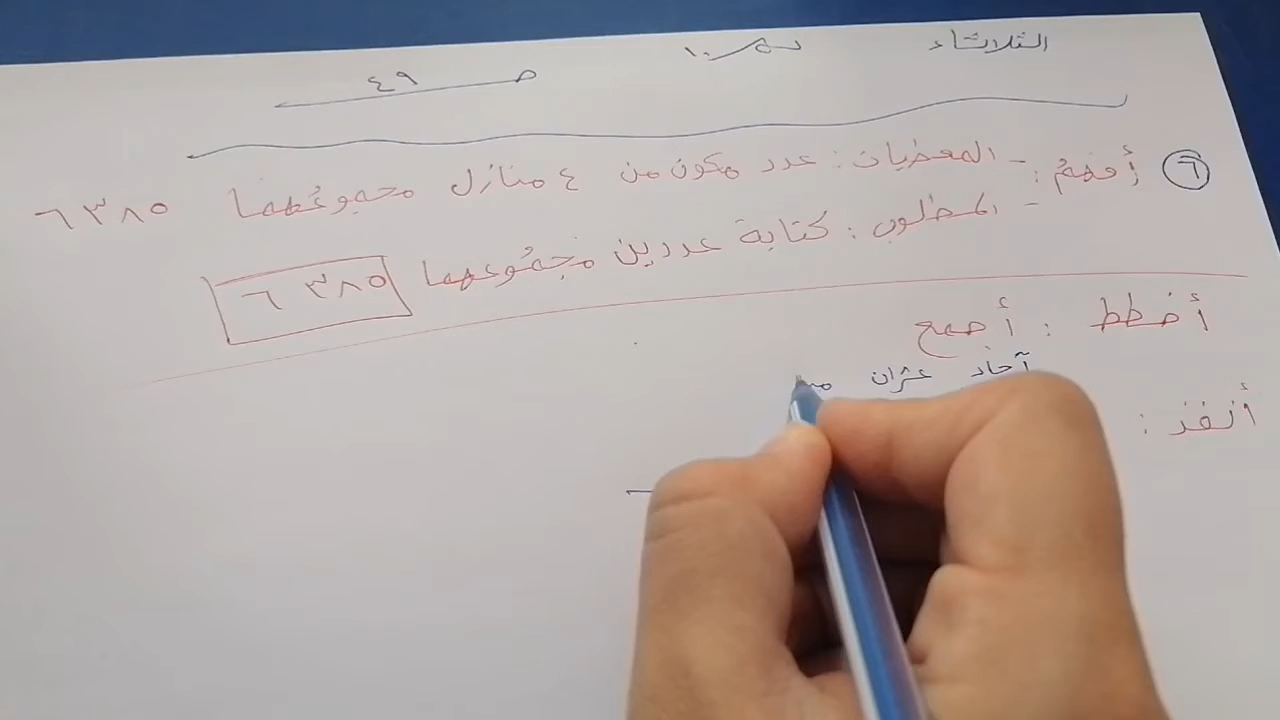 الثلاثاء
ص ٤٩
٦ أفهم : - المعطيات : عدد مكون من ٤ منازل مجموعهما ٦٣٨٥
- المطلوب : كتابة عددين مجموعهما ٦٣٨٥
أخطط : أجمع
آحاد عشرات
أنفذ :